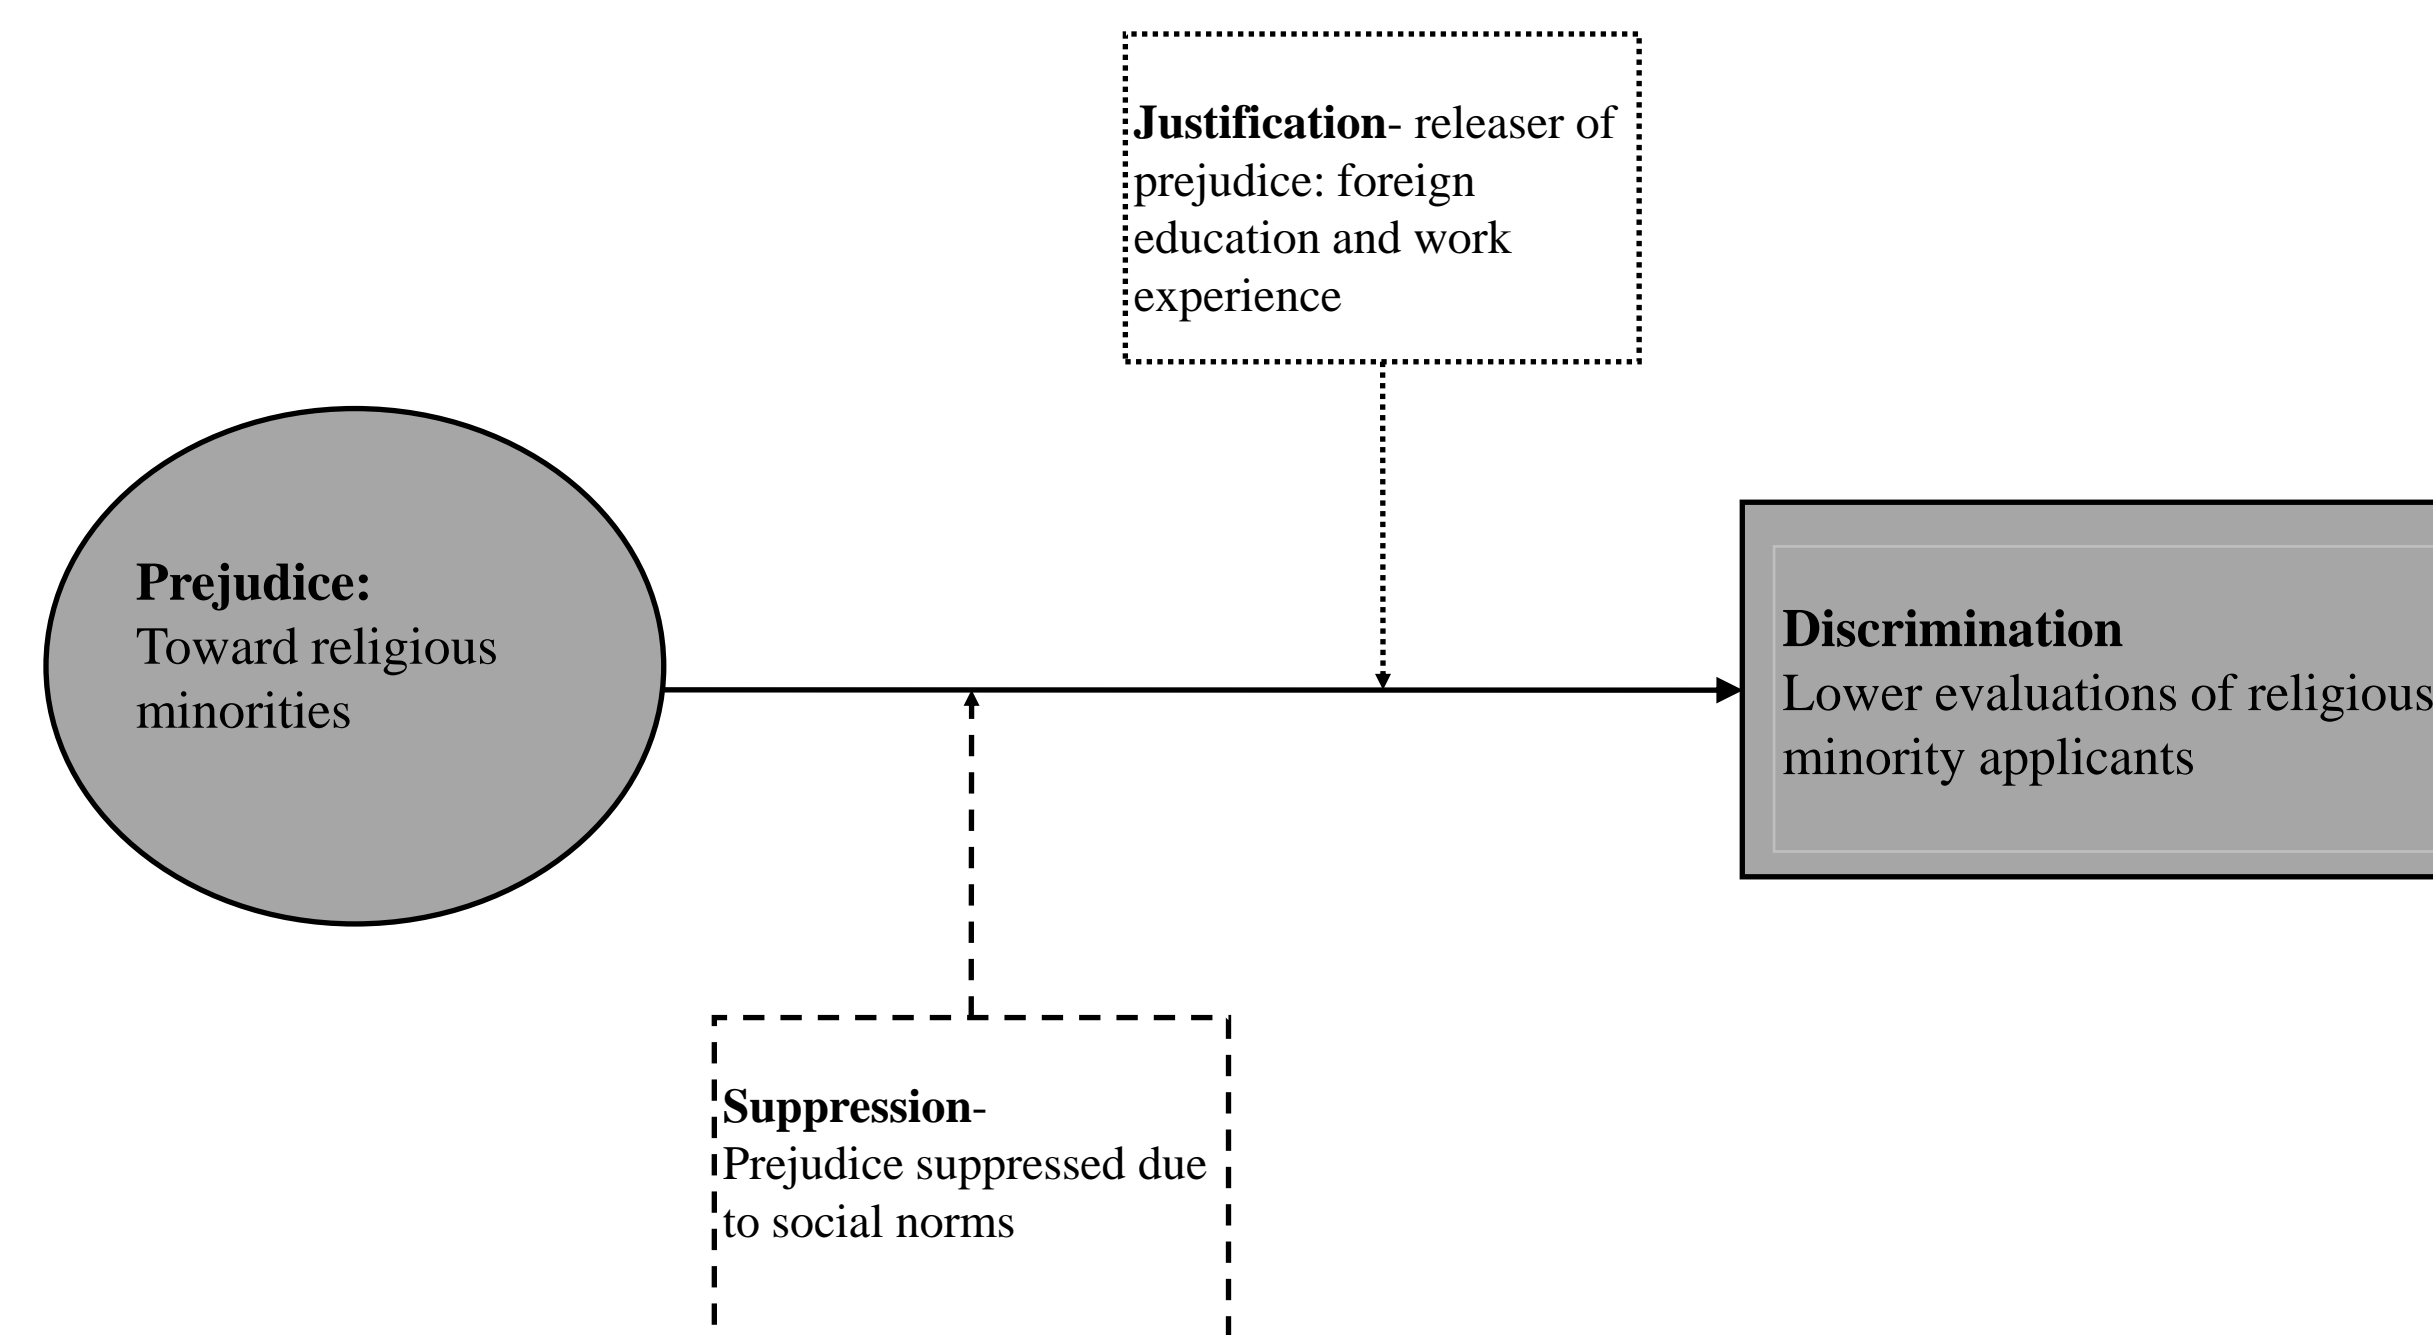 Justification- releaser of
prejudice: foreign
education and work
experience
Prejudice:
Toward religious
minorities
Discrimination
Lower evaluations of religious
minority applicants
Suppression-
Prejudice suppressed due
to social norms